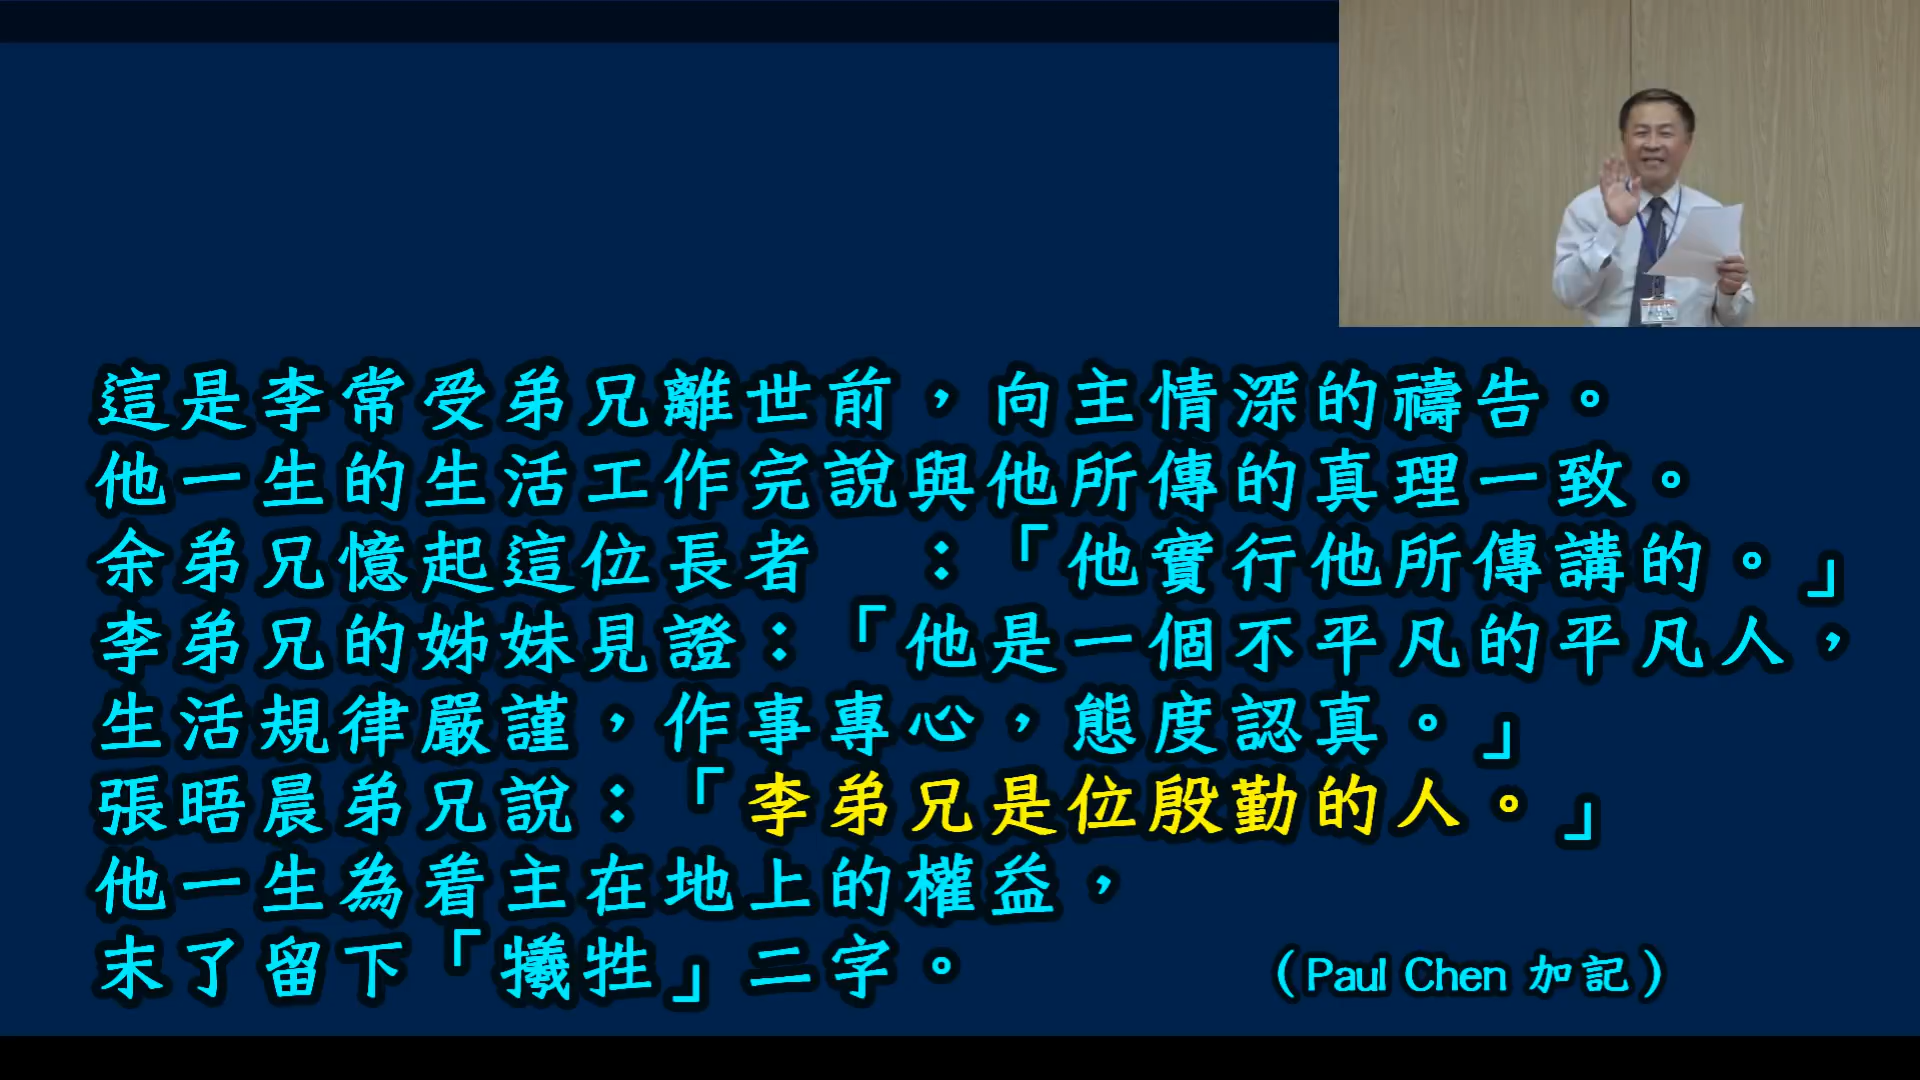 這是李常受弟兄離世前，向主情深的禱告。
他一生的生活工作完說與他所傳的真理一致。
余弟兄憶起這位長者　：「他實行他所傳講的。」
李弟兄的姊妹見證：「他是一個不平凡的平凡人，
生活規律嚴謹，作事專心，態度認真。」
張晤晨弟兄說：「李弟兄是位殷勤的人。」
他一生為着主在地上的權益，
末了留下「犧牲」二字。
（Paul Chen 加記）